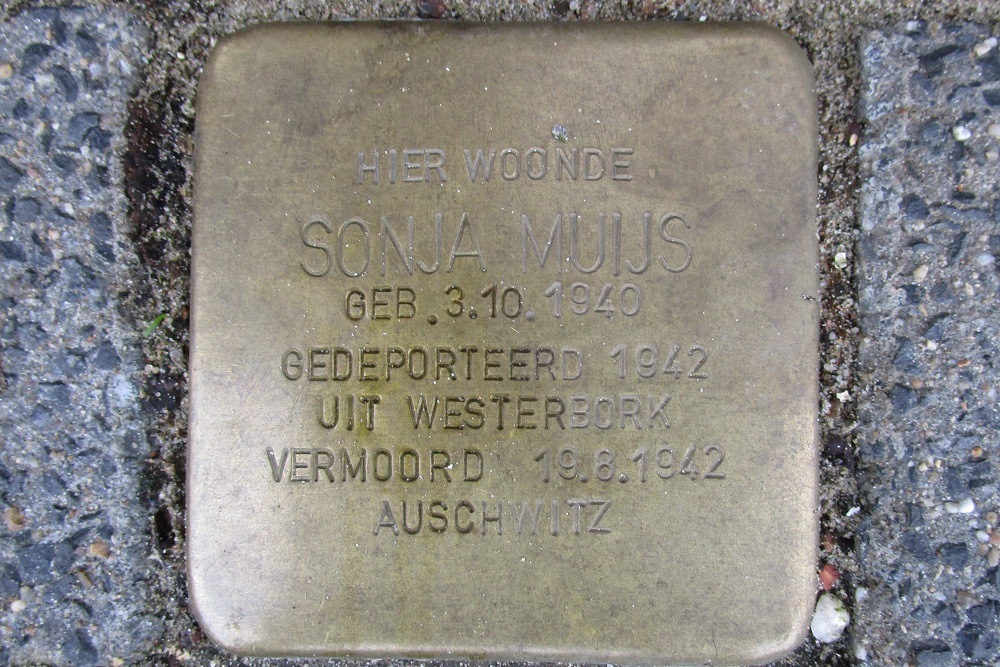 HIER WOONDE
SONJA MUIJS
GEB. 3.10.1940
GEDEPORTEERD 1942
UIT WESTERBORK
VERMOORD 19.8.1942
AUSCHWITZ